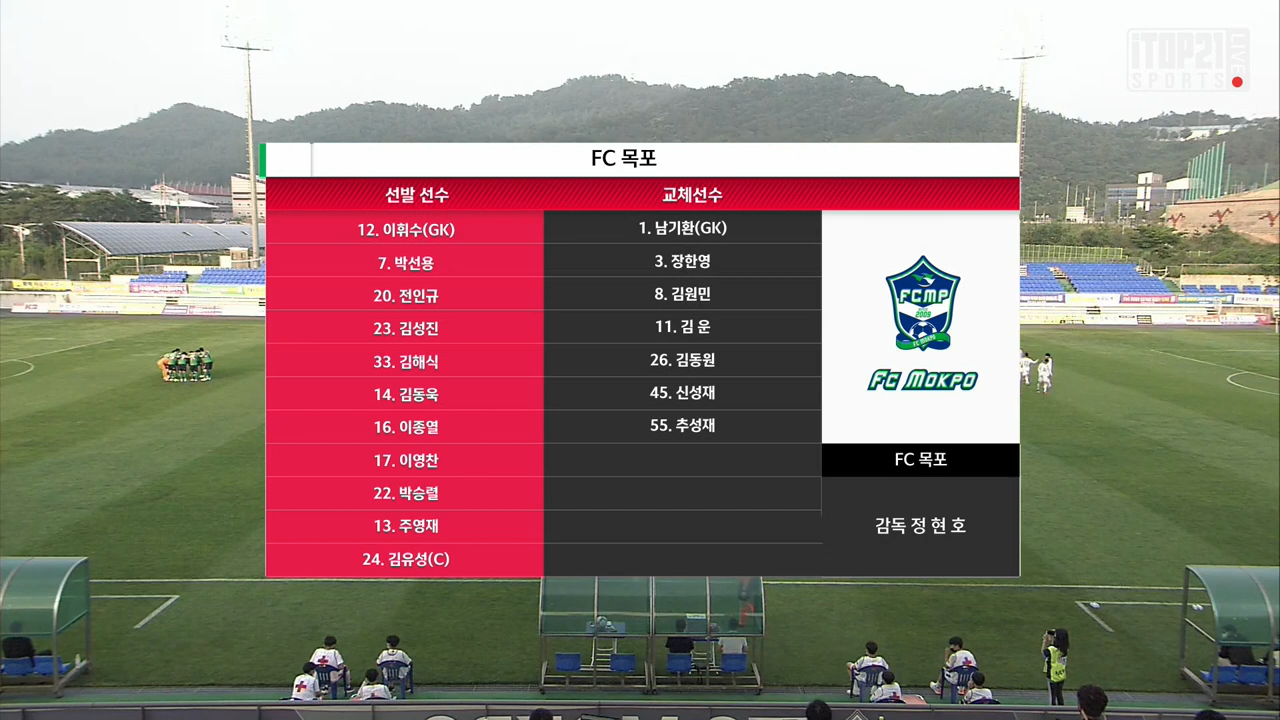 iTOP21
SPORTS
LIVE
FC 목포
선발 선수
교체선수
12. 이휘수(GK)
7. 박선용
20. 전인규
23. 김성진
33. 김해식
14. 김동욱
16. 이종열
17. 이영찬
22. 박승렬
13. 주영재
24. 김유성(C)
1. 남기환(GK)
3. 장한영
8. 김원민
11. 김 운
26. 김동원
45. 신성재
55. 추성재
FCMP
2009
FC MOKPO
FC MOKPO
FC 목포
감독 정 현 호